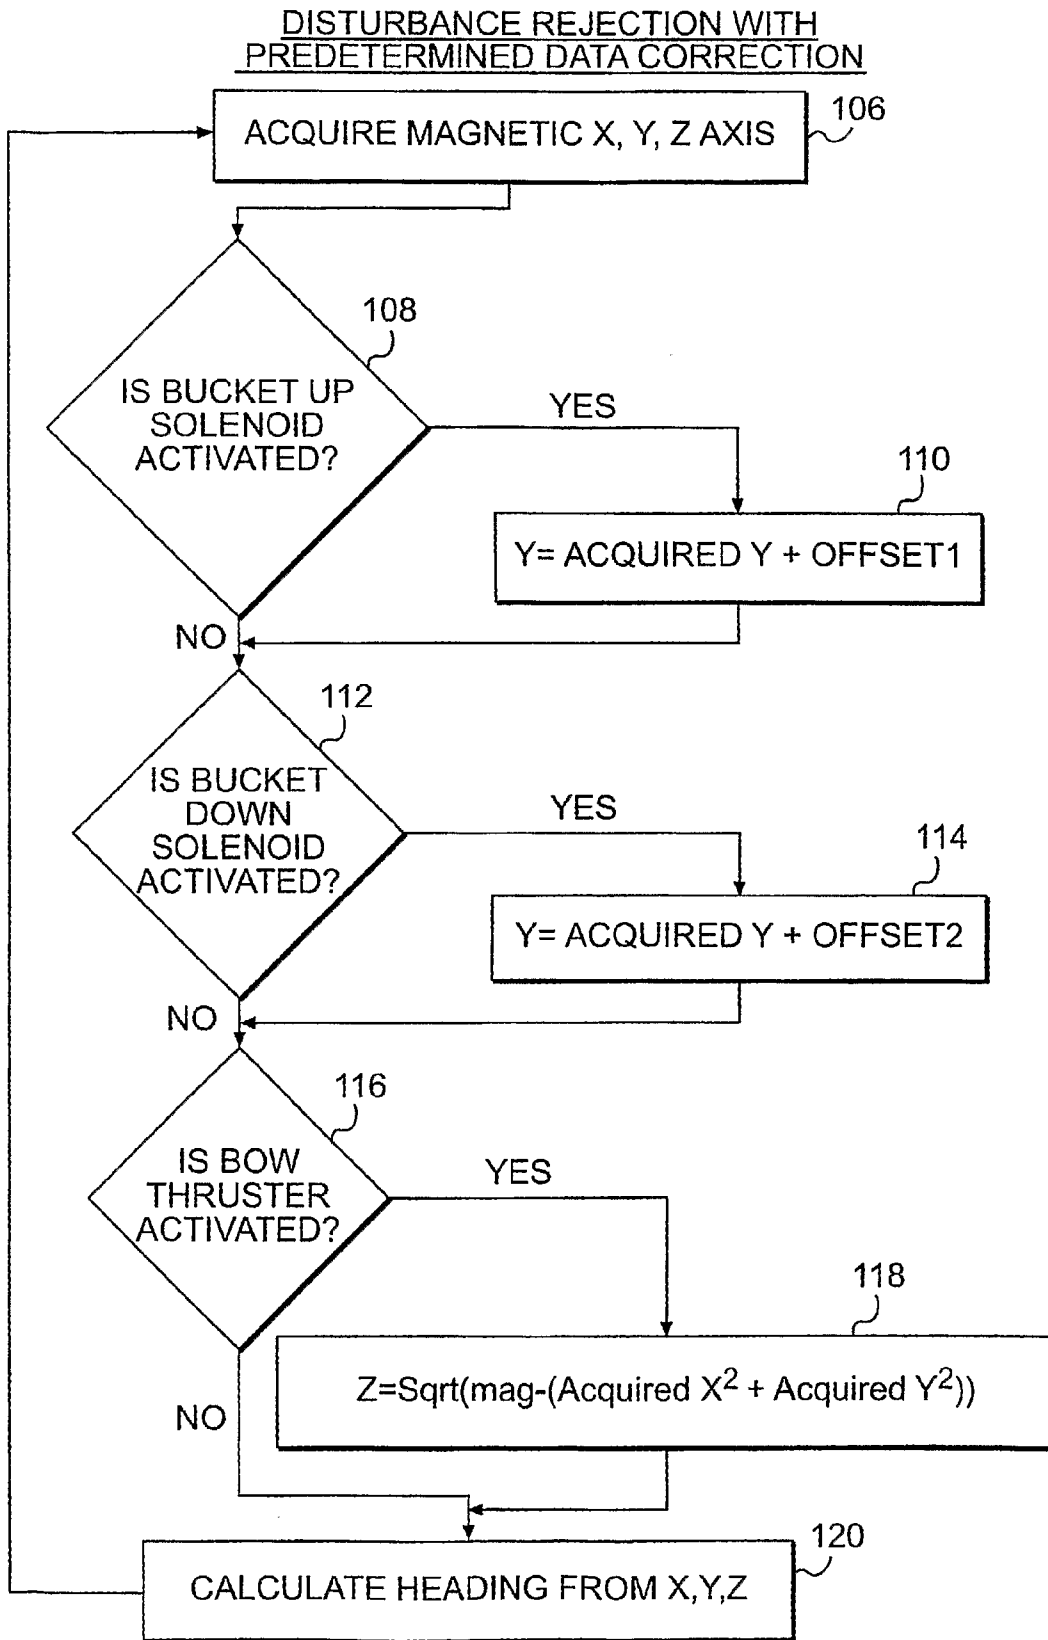 DISTURBANCE REJECTION WITH
PREDETERMINED DATA CORRECTION
ACQUIRE MAGNETIC X, Y, Z AXIS
106
108
IS BUCKET UP
SOLENOID
ACTIVATED?
YES
110
Y= ACQUIRED Y + OFFSET1
NO
112
IS BUCKET
DOWN
SOLENOID
ACTIVATED?
YES
114
Y= ACQUIRED Y + OFFSET2
NO
116
IS BOW
THRUSTER
ACTIVATED?
YES
118
Z=Sqrt(mag-(Acquired X² + Acquired Y²))
NO
120
CALCULATE HEADING FROM X,Y,Z